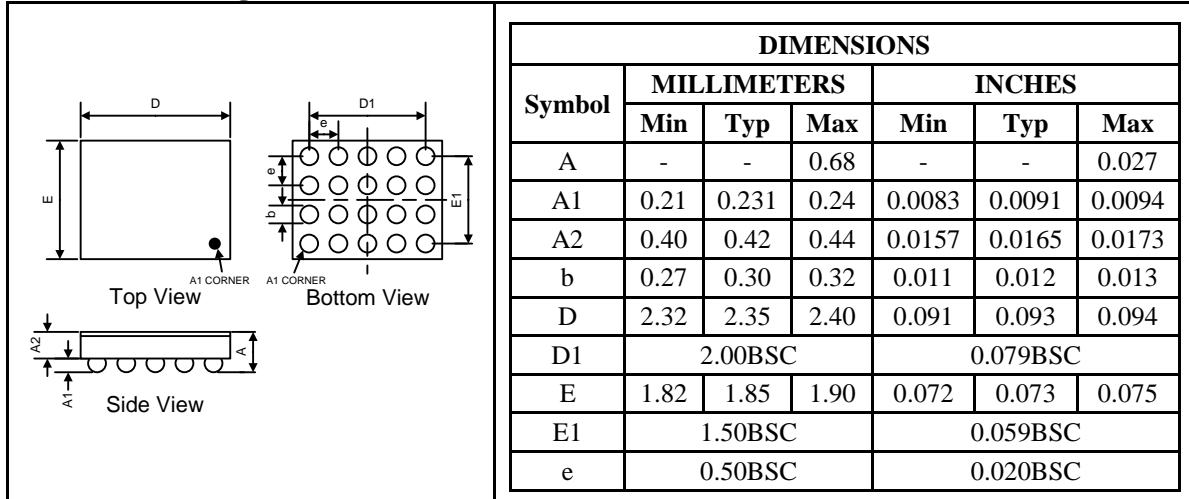 D
E
A1 CORNER
Top View
D1
e
e
b
E1
A1 CORNER
Bottom View
A2
A1
A
Side View
DIMENSIONS
Symbol MILLIMETERS INCHES
Min Typ Max Min Typ Max
A - - 0.68 - - 0.027
A1 0.21 0.231 0.24 0.0083 0.0091 0.0094
A2 0.40 0.42 0.44 0.0157 0.0165 0.0173
b 0.27 0.30 0.32 0.011 0.012 0.013
D 2.32 2.35 2.40 0.091 0.093 0.094
D1 2.00BSC 0.079BSC
E 1.82 1.85 1.90 0.072 0.073 0.075
E1 1.50BSC 0.059BSC
e 0.50BSC 0.020BSC